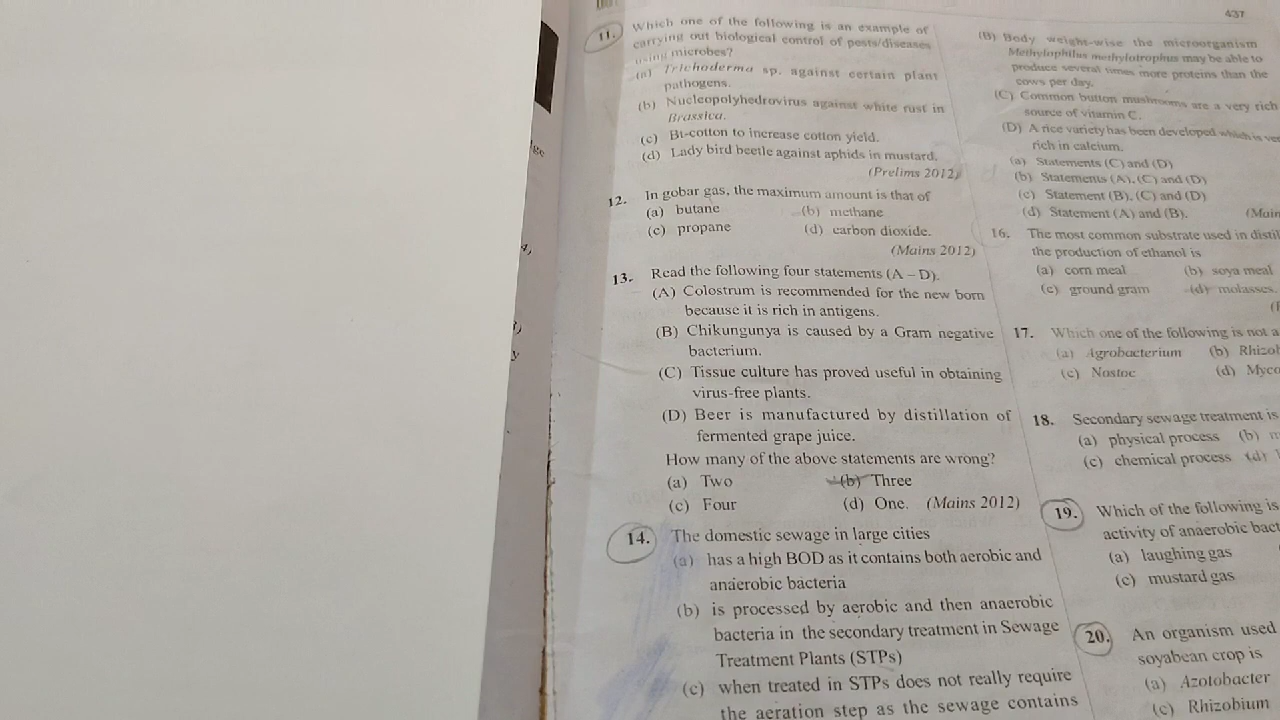 437
11. Which one of the following is an example of
carrying out biological control of pests/diseases
using microbes?
(a) Trichoderma sp. against certain plant
pathogens.
(b) Nucleopolyhedrovirus against white rust in
Brassica.
(c) Bt-cotton to increase cotton yield.
(d) Lady bird beetle against aphids in mustard.
(Prelims 2012)
12. In gobar gas, the maximum amount is that of
(a) butane (b) methane
(c) propane (d) carbon dioxide.
(Mains 2012)
13. Read the following four statements (A – D).
(A) Colostrum is recommended for the new born
because it is rich in antigens.
(B) Chikungunya is caused by a Gram negative
bacterium.
(C) Tissue culture has proved useful in obtaining
virus-free plants.
(D) Beer is manufactured by distillation of
fermented grape juice.
How many of the above statements are wrong?
(a) Two (b) Three
(c) Four (d) One. (Mains 2012)
14. The domestic sewage in large cities
(a) has a high BOD as it contains both aerobic and
anaerobic bacteria
(b) is processed by aerobic and then anaerobic
bacteria in the secondary treatment in Sewage
Treatment Plants (STPs)
(c) when treated in STPs does not really require
the aeration step as the sewage contains
(B) Body weight-wise the microorganism
Methylophilus methylotrophus may be able to
produce several times more proteins than the
cows per day.
(C) Common button mushrooms are a very rich
source of vitamin C.
(D) A rice variety has been developed which is ver
rich in calcium.
(a) Statements (C) and (D)
(b) Statements (A), (C) and (D)
(c) Statement (B), (C) and (D)
(d) Statement (A) and (B). (Main
16. The most common substrate used in distil
the production of ethanol is
(a) corn meal (b) soya meal
(c) ground gram (d) molasses.
17. Which one of the following is not a
(a) Agrobacterium (b) Rhizob
(c) Nostoc (d) Myco
18. Secondary sewage treatment is
(a) physical process (b) m
(c) chemical process (d)
19. Which of the following is
activity of anaerobic bact
(a) laughing gas
(c) mustard gas
20. An organism used
soyabean crop is
(a) Azotobacter
(c) Rhizobium